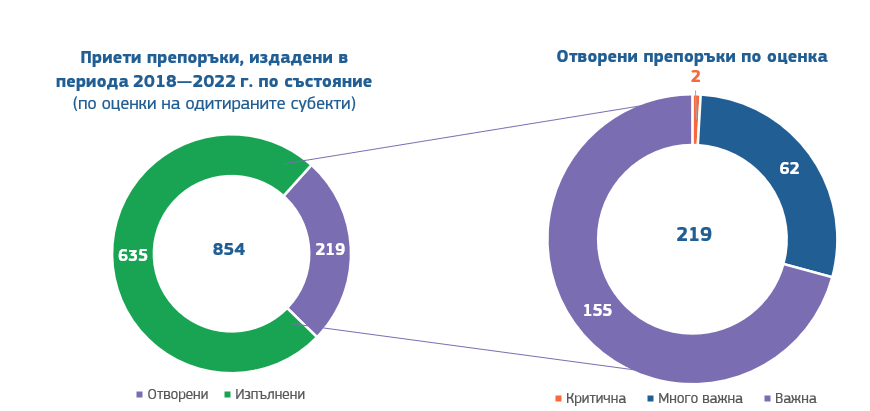 Приети препоръки, издадени в
периода 2018—2022 г. по състояние
(по оценки на одитираните субекти)
635
854
219
Отворени
Изпълнени
Отворени препоръки по оценка
2
62
219
155
Критична
Много важна
Важна